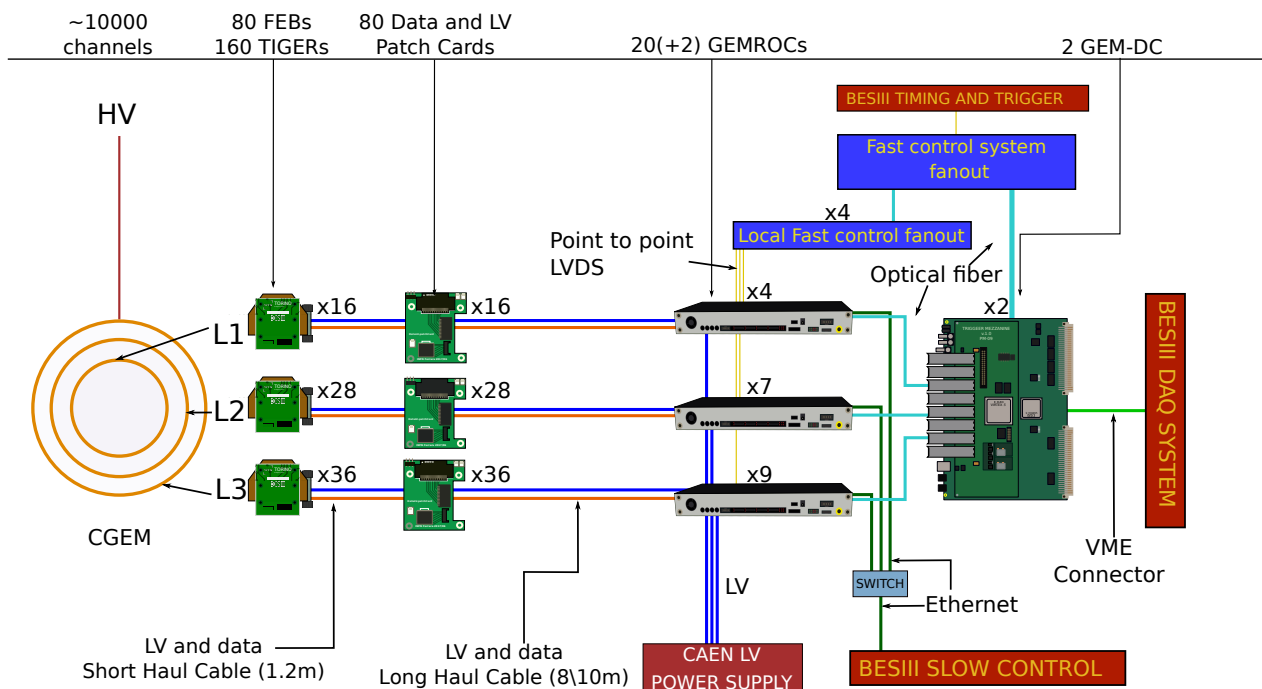 ~10000
channels
80 FEBs
160 TIGERs
80 Data and LV
Patch Cards
20(+2) GEMROCs
2 GEM-DC
BESIII TIMING AND TRIGGER
HV
Fast control system
fanout
x4
Local Fast control fanout
Point to point
LVDS
Optical fiber
L1
x16
x16
x4
x2
TRIGGER MEZZANINE
L2
x28
x28
x7
L3
x36
x36
x9
BESIII DAQ SYSTEM
CGEM
VME
Connector
SWITCH
LV
Ethernet
LV and data
Short Haul Cable (1.2m)
LV and data
Long Haul Cable (8\10m)
CAEN LV
POWER SUPPLY
BESIII SLOW CONTROL